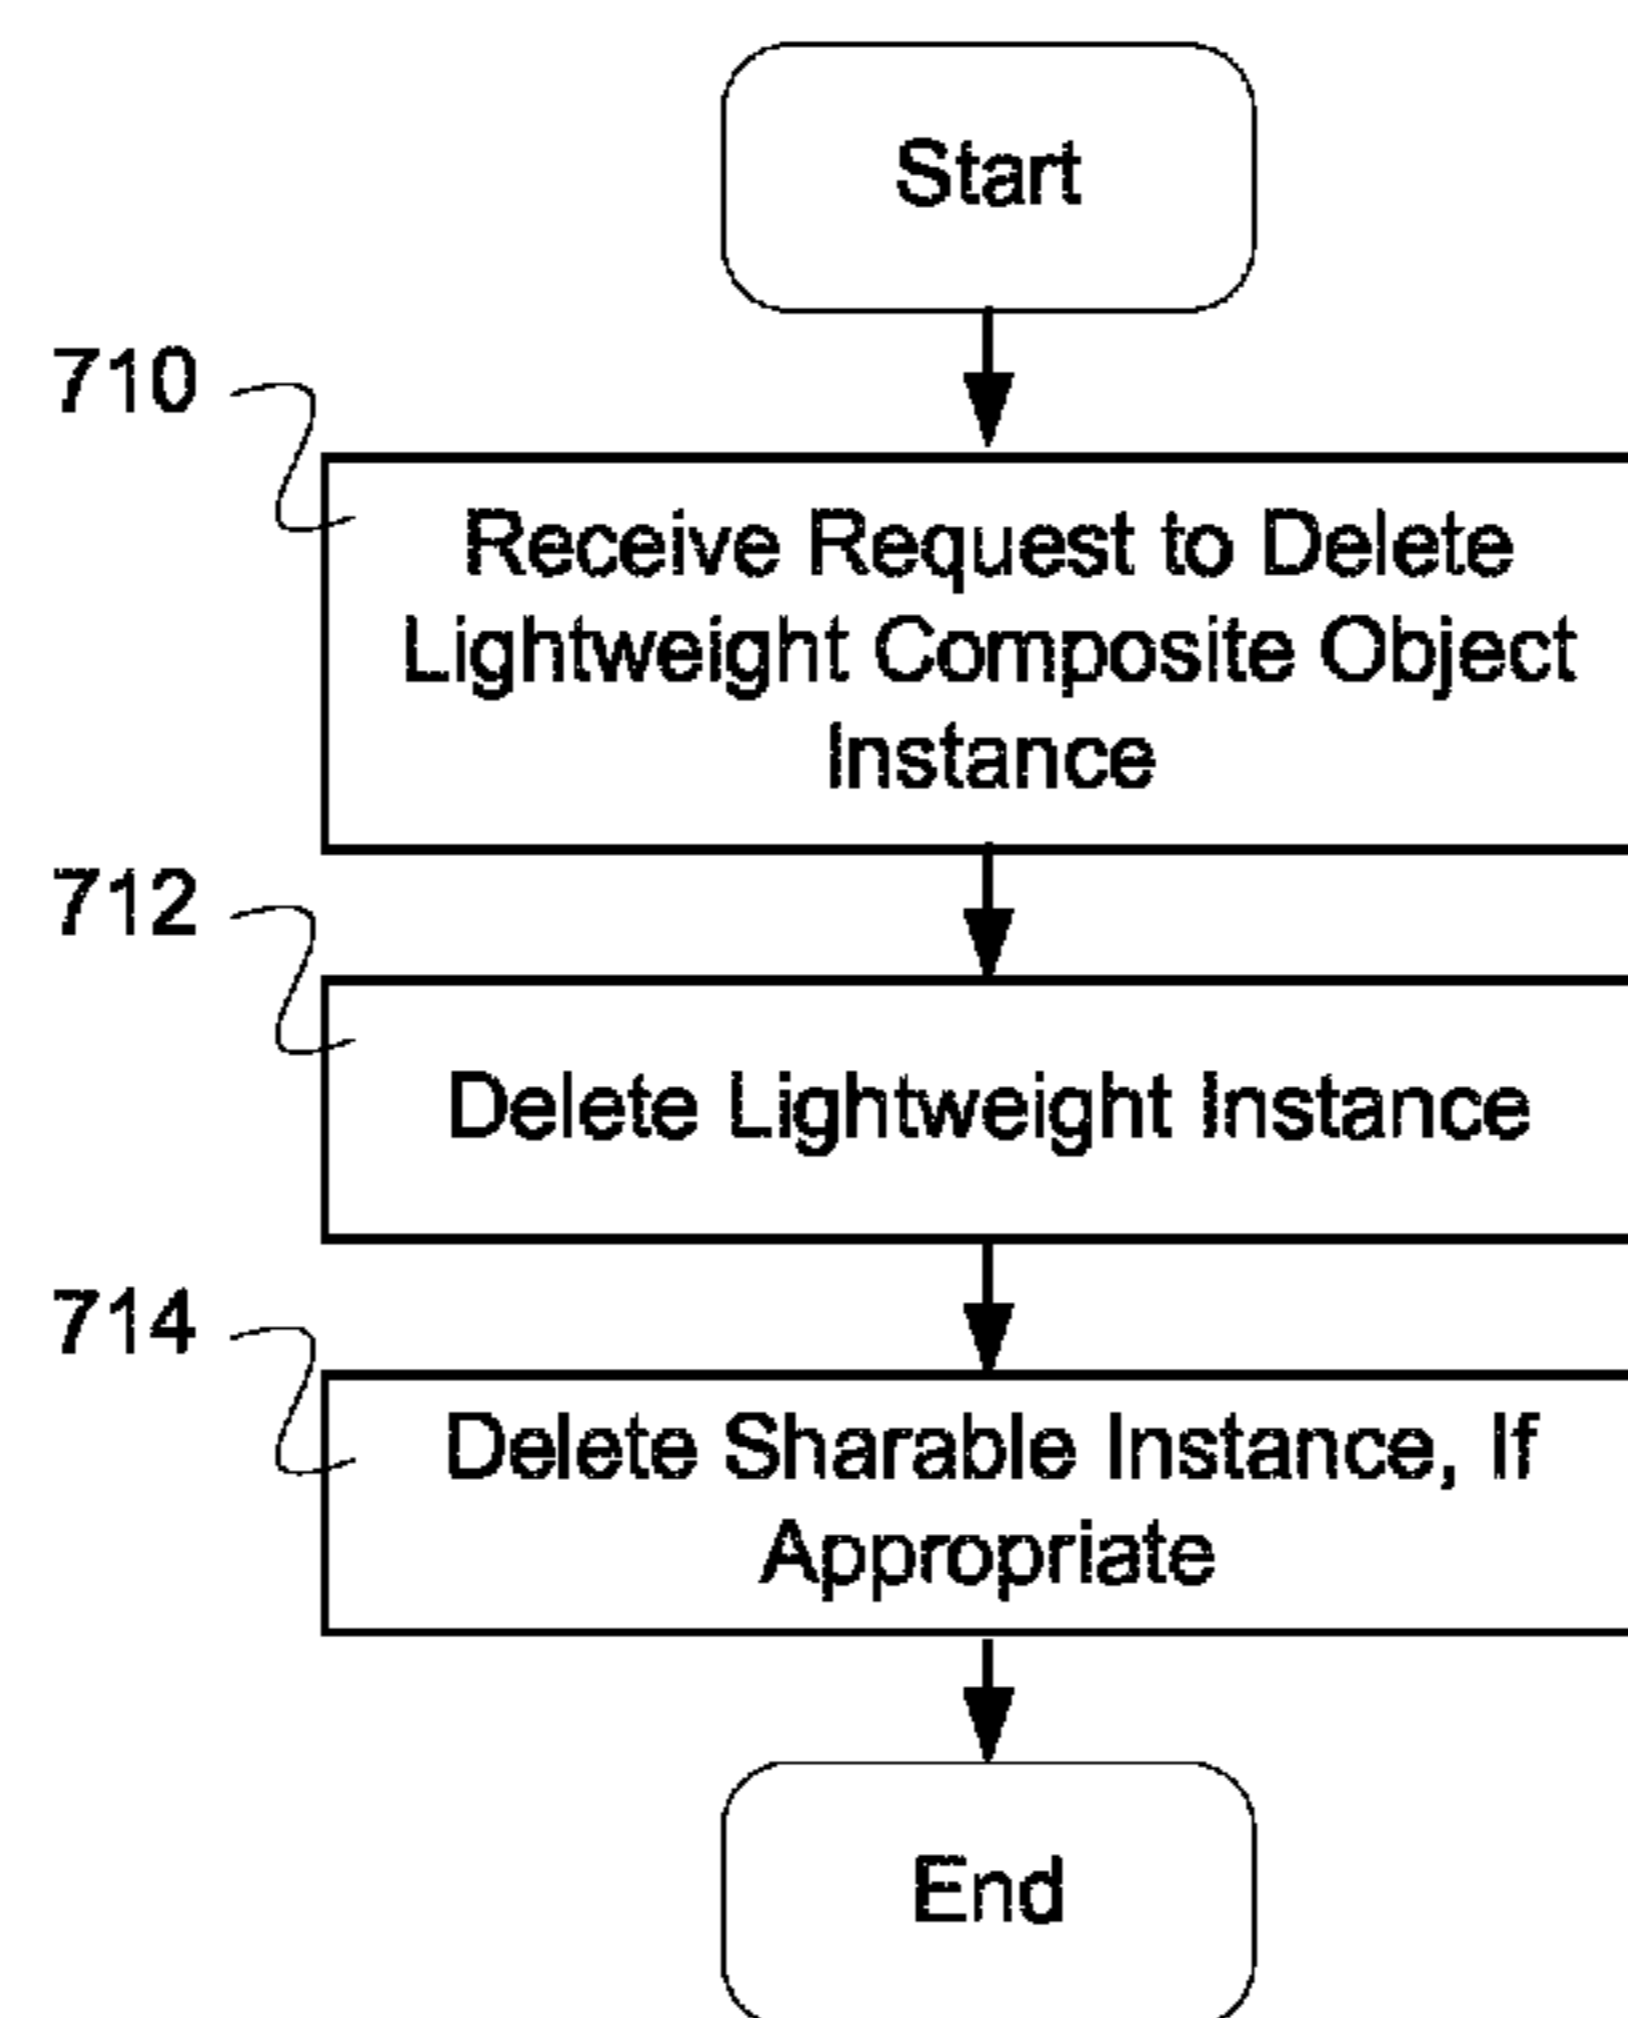 Start
710
Receive Request to Delete
Lightweight Composite Object
Instance
712
Delete Lightweight Instance
714
Delete Sharable Instance, If
Appropriate
End